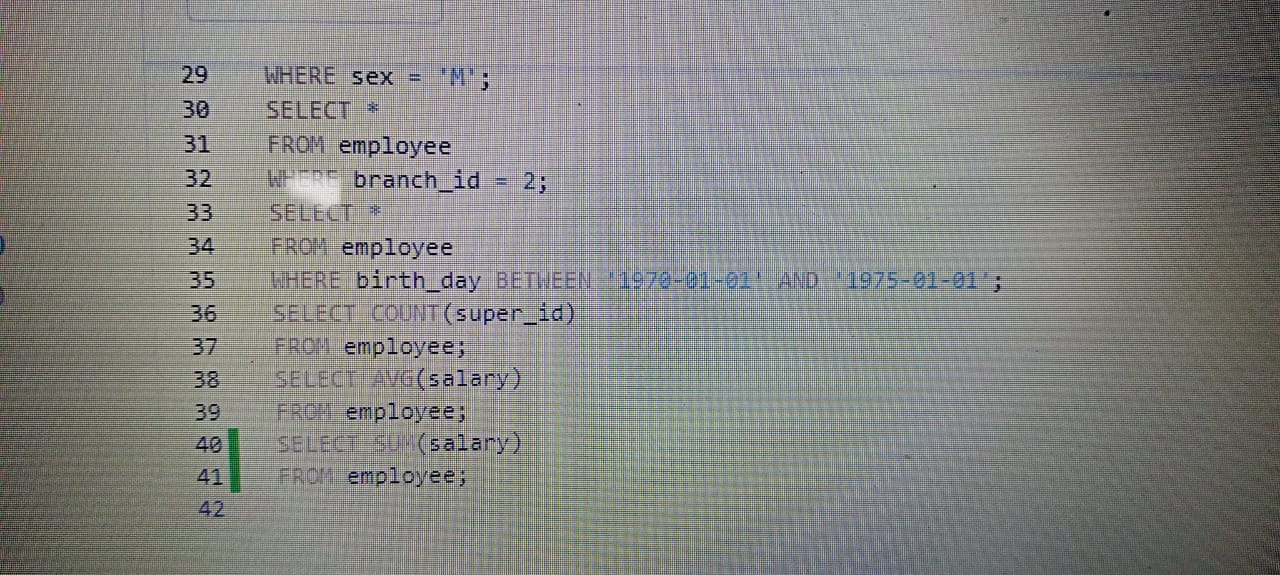 29 WHERE sex = 'M';
30 SELECT *
31 FROM employee
32 WHERE branch_id = 2;
33 SELECT *
34 FROM employee
35 WHERE birth_day BETWEEN '1970-01-01' AND '1975-01-01';
36 SELECT COUNT(super_id)
37 FROM employee;
38 SELECT AVG(salary)
39 FROM employee;
40 SELECT SUM(salary)
41 FROM employee;
42